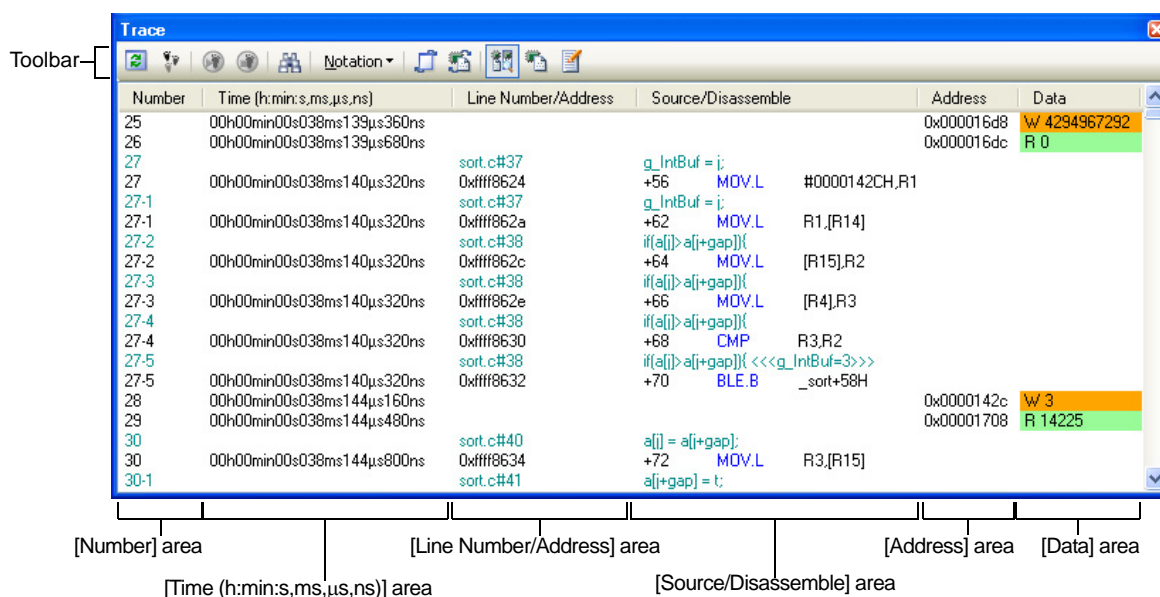 Trace
Toolbar
Notation
Number Time (h:min:s,ms,µs,ns) Line Number/Address Source/Disassemble Address Data
25 00h00min00s038ms139µs360ns 0x000016d8 W 4294967292
26 00h00min00s038ms139µs680ns 0x000016dc R 0
27 sort.c#37 g_IntBuf = j;
27 00h00min00s038ms140µs320ns 0xffff8624 +56 MOV.L #0000142CH,R1
27-1 sort.c#37 g_IntBuf = j;
27-1 00h00min00s038ms140µs320ns 0xffff862a +62 MOV.L R1,[R14]
27-2 sort.c#38 if(a[j]>a[j+gap]){
27-2 00h00min00s038ms140µs320ns 0xffff862c +64 MOV.L [R15],R2
27-3 sort.c#38 if(a[j]>a[j+gap]){
27-3 00h00min00s038ms140µs320ns 0xffff862e +66 MOV.L [R4],R3
27-4 sort.c#38 if(a[j]>a[j+gap]){
27-4 00h00min00s038ms140µs320ns 0xffff8630 +68 CMP R3,R2
27-5 sort.c#38 if(a[j]>a[j+gap]){ <<<g_IntBuf=3>>>
27-5 00h00min00s038ms140µs320ns 0xffff8632 +70 BLE.B _sort+58H
28 00h00min00s038ms144µs160ns 0x0000142c W 3
29 00h00min00s038ms144µs480ns 0x00001708 R 14225
30 sort.c#40 a[j] = a[j+gap];
30 00h00min00s038ms144µs800ns 0xffff8634 +72 MOV.L R3,[R15]
30-1 sort.c#41 a[j+gap] = t;
[Number] area [Line Number/Address] area [Address] area [Data] area
[Time (h:min:s,ms,µs,ns)] area [Source/Disassemble] area